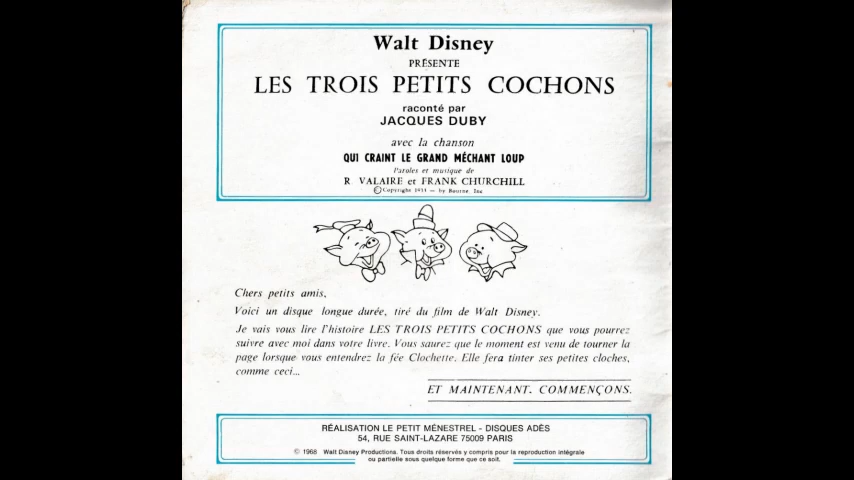 Walt Disney
PRÉSENTE
LES TROIS PETITS COCHONS
raconté par
JACQUES DUBY
avec la chanson
QUI CRAINT LE GRAND MÉCHANT LOUP
Paroles et musique de
R VALAIRE et FRANK CHURCHILL
© Copyright by Bourne. Inc
Chers petits amis,
Voici un disque longue durée, tiré du film de Walt Disney.
Je vais vous lire l'histoire LES TROIS PETITS COCHONS que vous pourrez
suivre avec moi dans votre livre. Vous saurez que le moment est venu de tourner la
page lorsque vous entendrez la fée Clochette. Elle fera tinter ses petites cloches,
comme ceci...
ET MAINTENANT. COMMENÇONS.
RÉALISATION LE PETIT MÉNESTREL - DISQUES ADÈS
54, RUE SAINT-LAZARE 75009 PARIS
© 1968 Walt Disney Productions. Tous droits réservés y compris pour la reproduction intégrale
ou partielle sous quelque forme que ce soit.